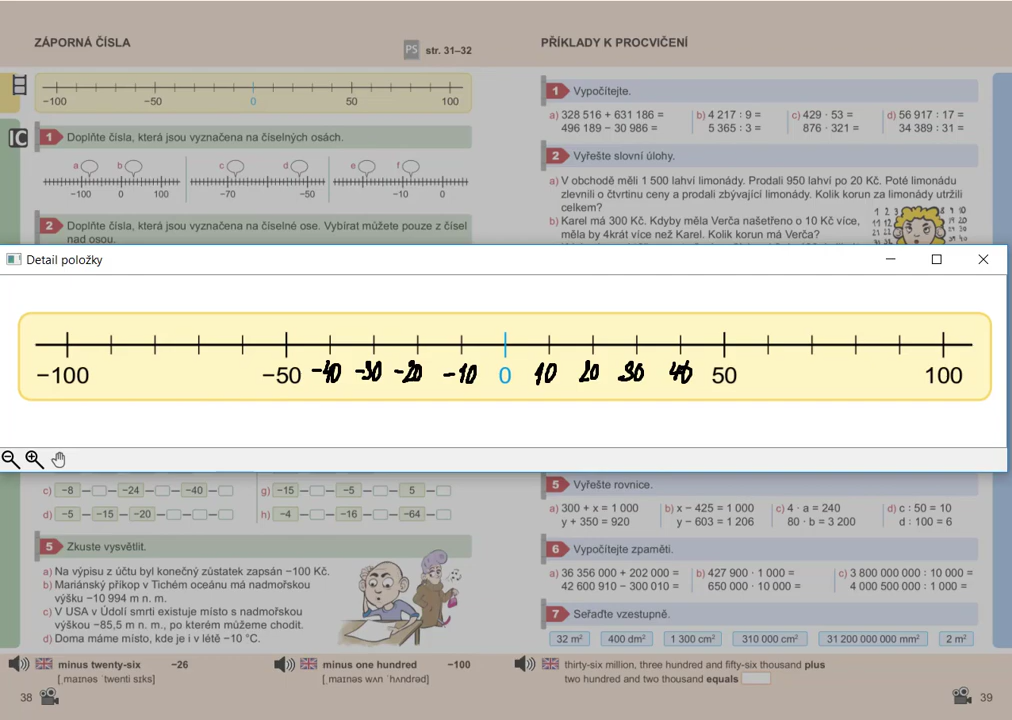 ZÁPORNÁ ČÍSLA
PS str. 31–32
−100 −50 0 50 100
IC
1 Doplňte čísla, která jsou vyznačena na číselných osách.
a b c d e f
−100 0 100 −70 −50 −10 0
2 Doplňte čísla, která jsou vyznačena na číselné ose. Vybírat můžete pouze z čísel
nad osou.
PŘÍKLADY K PROCVIČENÍ
1 Vypočítejte.
a) 328 516 + 631 186 = b) 4 217 : 9 = c) 429 · 53 = d) 56 917 : 17 =
496 189 − 30 986 = 5 365 : 3 = 876 · 321 = 34 389 : 31 =
2 Vyřešte slovní úlohy.
a) V obchodě měli 1 500 lahví limonády. Prodali 950 lahví po 20 Kč. Poté limonádu
zlevnili o čtvrtinu ceny a prodali zbývající limonády. Kolik korun za limonády utržili
celkem?
b) Karel má 300 Kč. Kdyby měla Verča našetřeno o 10 Kč více,
měla by 4krát více než Karel. Kolik korun má Verča?
Detail položky
−100 −50 −40 −30 −20 −10 0 10 20 30 40 50 100
c) −8 − −24 − −40 −
d) −5 − −15 − −20 −
g) −15 − −5 − 5 −
h) −4 − −16 − −64 −
5 Zkuste vysvětlit.
a) Na výpisu z účtu byl konečný zůstatek zapsán −100 Kč.
b) Mariánský příkop v Tichém oceánu má nadmořskou
výšku −10 994 m n. m.
c) V USA v Údolí smrti existuje místo s nadmořskou
výškou −85,5 m n. m., po kterém můžeme chodit.
d) Doma máme místo, kde je i v létě −10 °C.
minus twenty-six −26 minus one hundred −100
[ˌmaɪnəs ˈtwenti sɪks] [ˌmaɪnəs wʌn ˈhʌndrəd]
38
5 Vyřešte rovnice.
a) 300 + x = 1 000 b) x − 425 = 1 000 c) 4 · a = 240 d) c : 50 = 10
y + 350 = 920 y − 603 = 1 206 80 · b = 3 200 d : 100 = 6
6 Vypočítejte zpaměti.
a) 36 356 000 + 202 000 = b) 427 900 · 1 000 = c) 3 800 000 000 : 10 000 =
42 600 910 − 300 010 = 650 000 · 10 000 = 4 000 500 000 : 1 000 =
7 Seřaďte vzestupně.
32 m² 400 dm² 1 300 cm² 310 000 cm² 31 200 000 000 mm² 2 m²
thirty-six million, three hundred and fifty-six thousand plus
two hundred and two thousand equals
39